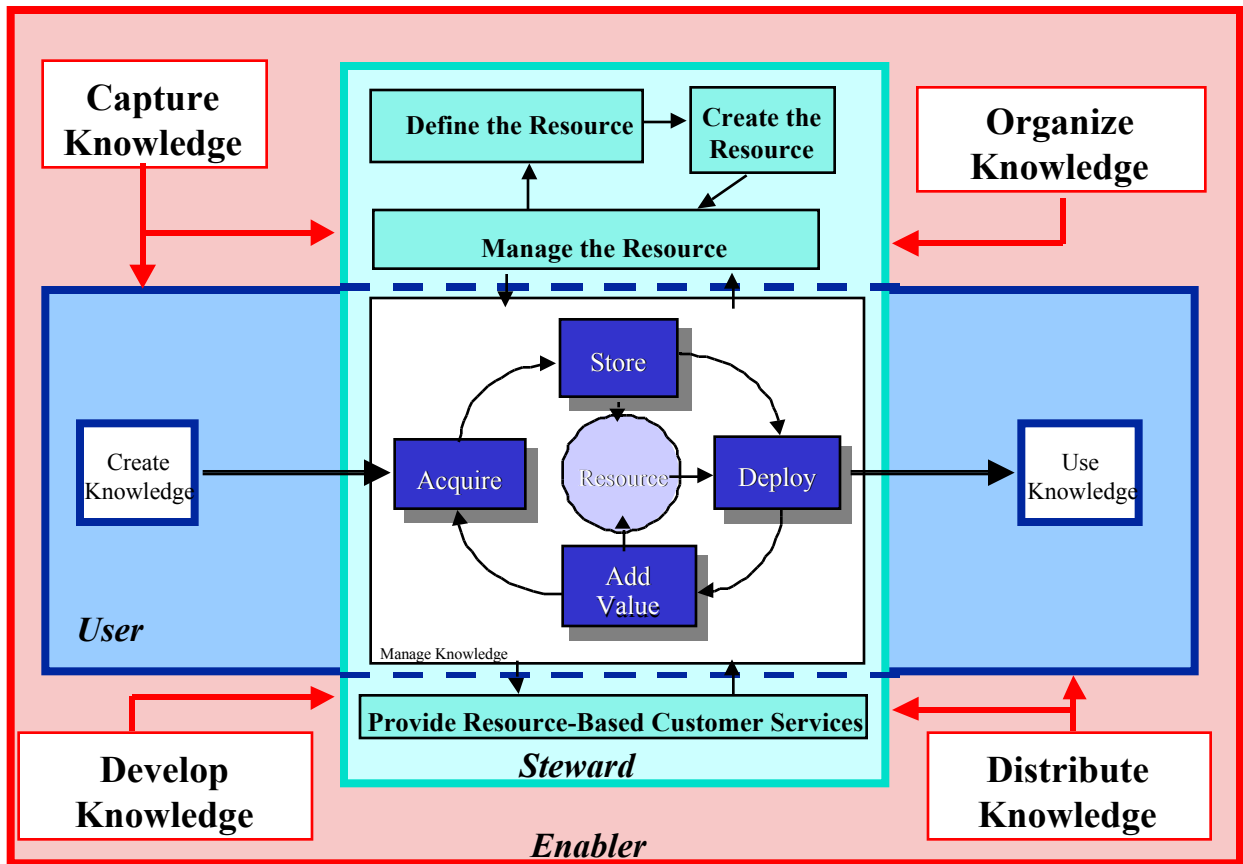 Capture
Knowledge
Define the Resource
Create the
Resource
Organize
Knowledge
Manage the Resource
Store
Create
Knowledge
Acquire
Resource
Deploy
Use
Knowledge
Add
Value
User
Manage Knowledge
Provide Resource-Based Customer Services
Steward
Develop
Knowledge
Distribute
Knowledge
Enabler